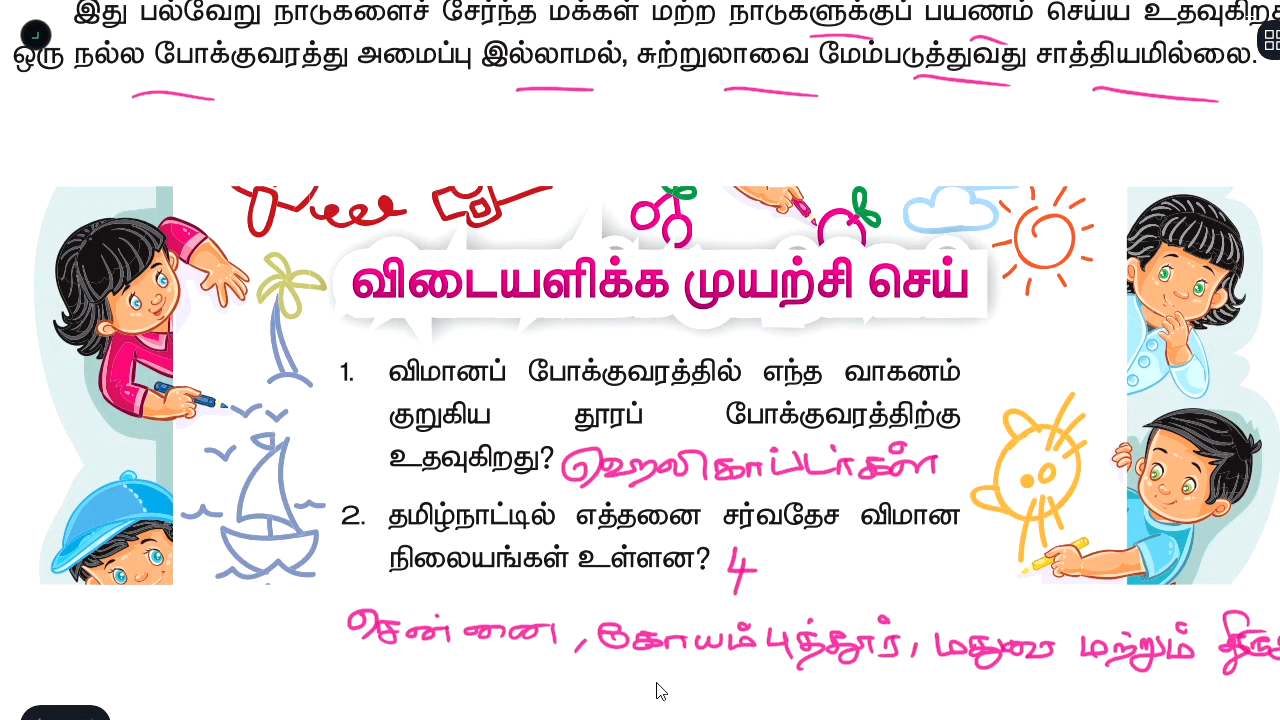 இது பல்வேறு நாடுகளைச் சேர்ந்த மக்கள் மற்ற நாடுகளுக்குப் பயணம் செய்ய
ஒரு நல்ல போக்குவரத்து அமைப்பு இல்லாமல், சுற்றுலாவை மேம்படுத்துவது சாத்தியமில்லை.
விடையளிக்க முயற்சி செய்
1. விமானப் போக்குவரத்தில் எந்த வாகனம்
குறுகிய தூரப் போக்குவரத்திற்கு
உதவுகிறது? ஹெலிகாப்டர்கள்
2. தமிழ்நாட்டில் எத்தனை சர்வதேச விமான
நிலையங்கள் உள்ளன? 4
சென்னை, கோயம்புத்தூர், மதுரை மற்றும்